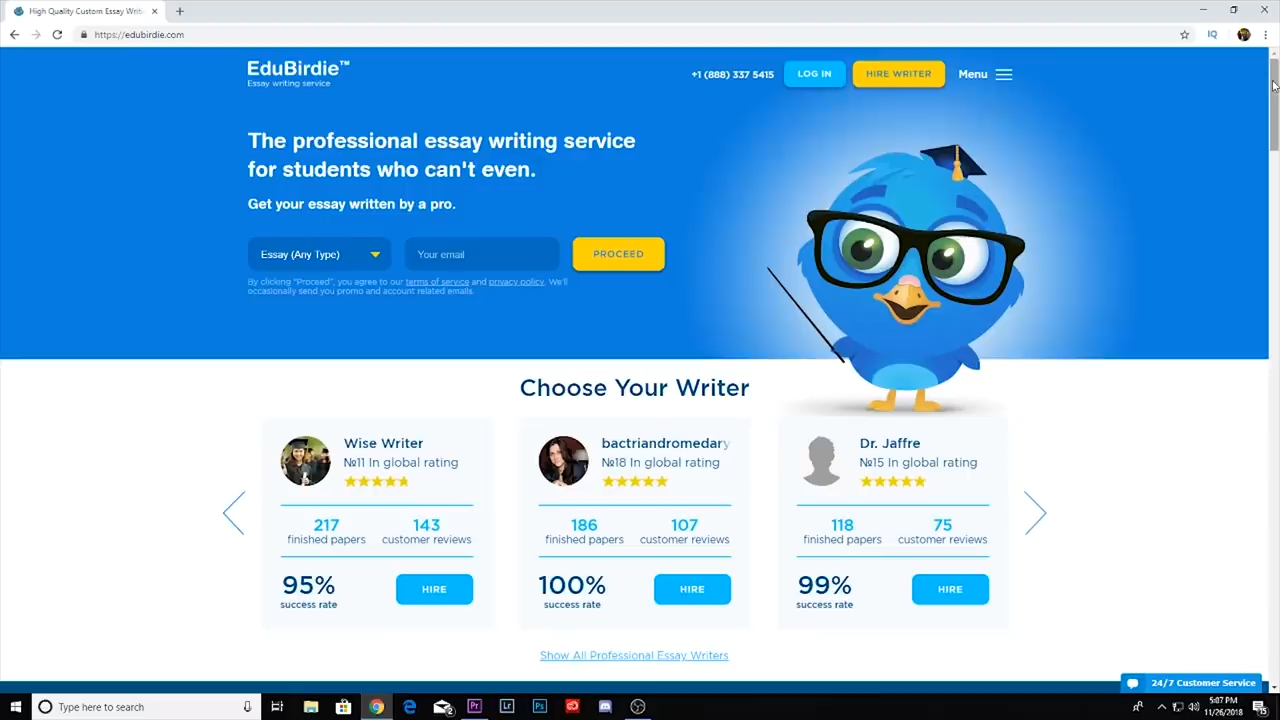 High Quality Custom Essay Writi
https://edubirdie.com
IQ
EduBirdie™
Essay writing service
+1 (888) 337 5415
LOG IN
HIRE WRITER
Menu
The professional essay writing service
for students who can't even.
Get your essay written by a pro.
Essay (Any Type)
Your email
PROCEED
By clicking "Proceed", you agree to our terms of service and privacy policy. We'll
occasionally send you promo and account related emails.
Choose Your Writer
Wise Writer
№11 In global rating
217
143
finished papers
customer reviews
95%
success rate
HIRE
bactriandromedary
№18 In global rating
186
107
finished papers
customer reviews
100%
success rate
HIRE
Dr. Jaffre
№15 In global rating
118
75
finished papers
customer reviews
99%
success rate
HIRE
Show All Professional Essay Writers
24/7 Customer Service
Type here to search
Pr
Lr
Ps
5:07 PM
11/26/2018